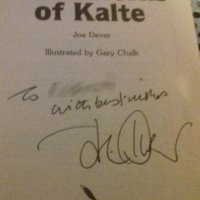 of Kalte
Joe Dever
Illustrated by Gary Chalk
To
with best wishes